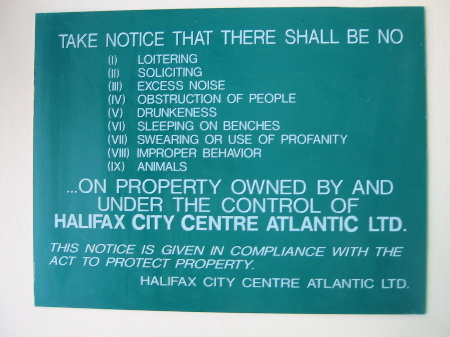 TAKE NOTICE THAT THERE SHALL BE NO
(I) LOITERING
(II) SOLICITING
(III) EXCESS NOISE
(IV) OBSTRUCTION OF PEOPLE
(V) DRUNKENESS
(VI) SLEEPING ON BENCHES
(VII) SWEARING OR USE OF PROFANITY
(VIII) IMPROPER BEHAVIOR
(IX) ANIMALS
...ON PROPERTY OWNED BY AND
UNDER THE CONTROL OF
HALIFAX CITY CENTRE ATLANTIC LTD.
THIS NOTICE IS GIVEN IN COMPLIANCE WITH THE
ACT TO PROTECT PROPERTY.
HALIFAX CITY CENTRE ATLANTIC LTD.